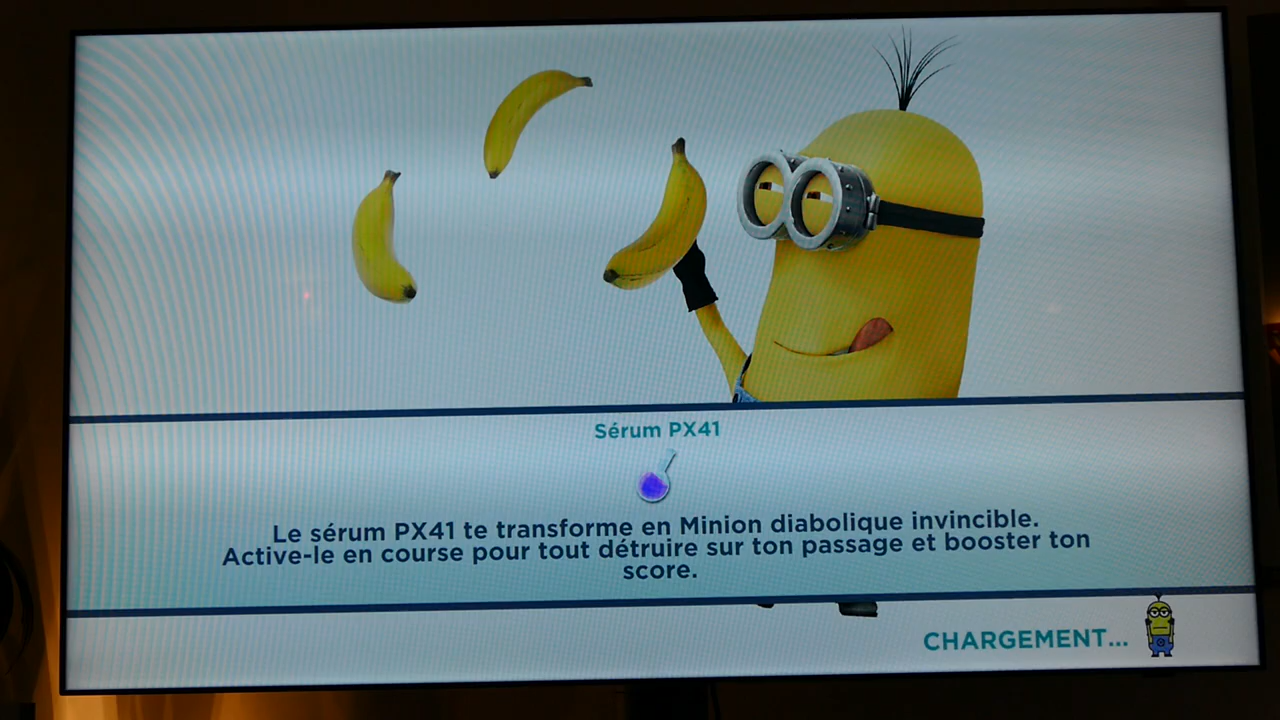 Sérum PX41
Le sérum PX41 te transforme en Minion diabolique invincible.
Active-le en course pour tout détruire sur ton passage et booster ton
score.
CHARGEMENT...